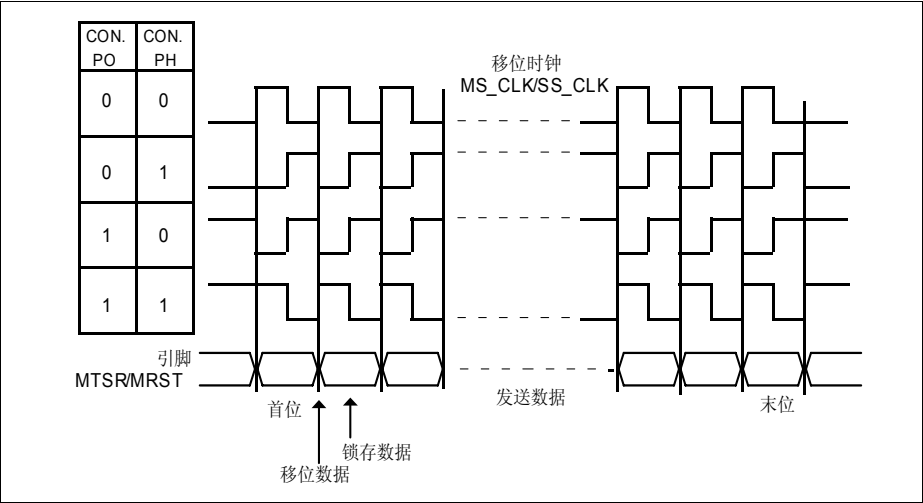 CON. CON.
PO PH
移位时钟
MS_CLK/SS_CLK
0 0
0 1
1 0
1 1
引脚
MTSR/MRST
首位
发送数据
末位
锁存数据
移位数据